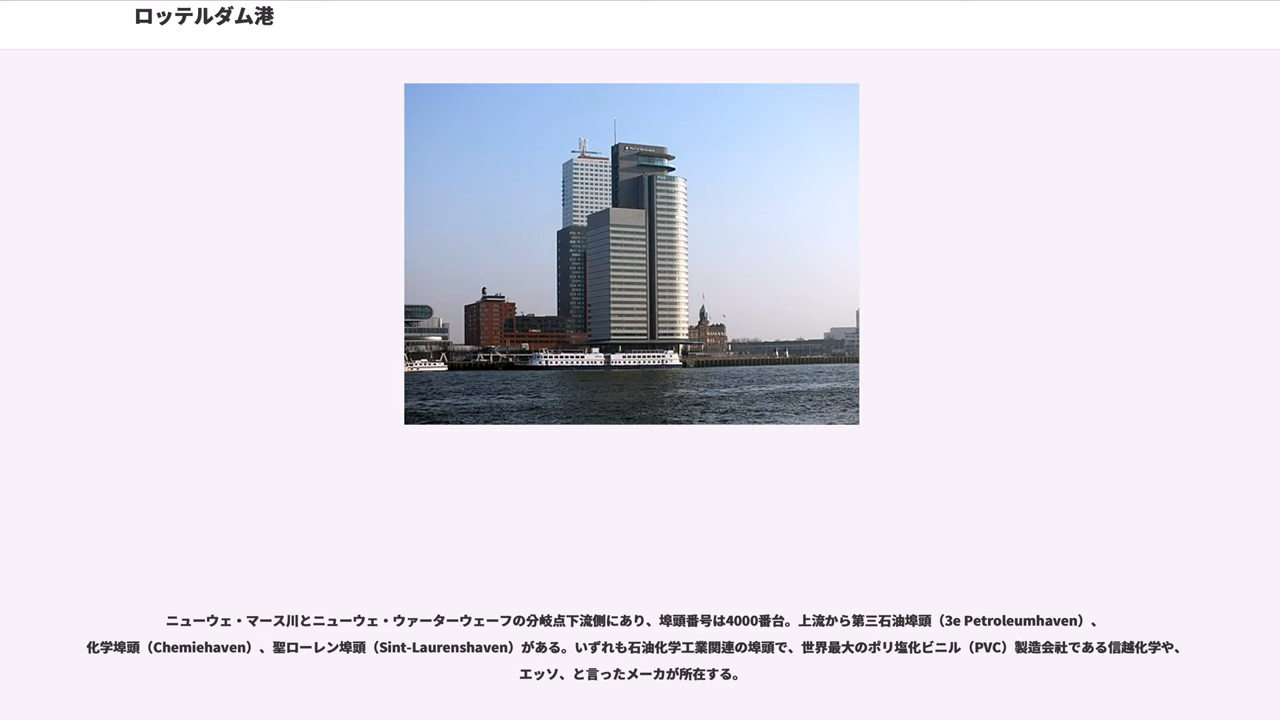 ロッテルダム港
ニューウェ・マース川とニューウェ・ウァーターウェーフの分岐点下流側にあり、埠頭番号は4000番台。上流から第三石油埠頭（3e Petroleumhaven）、
化学埠頭（Chemiehaven）、聖ローレン埠頭（Sint-Laurenshaven）がある。いずれも石油化学工業関連の埠頭で、世界最大のポリ塩化ビニル（PVC）製造会社である信越化学や、
エッソ、と言ったメーカが所在する。